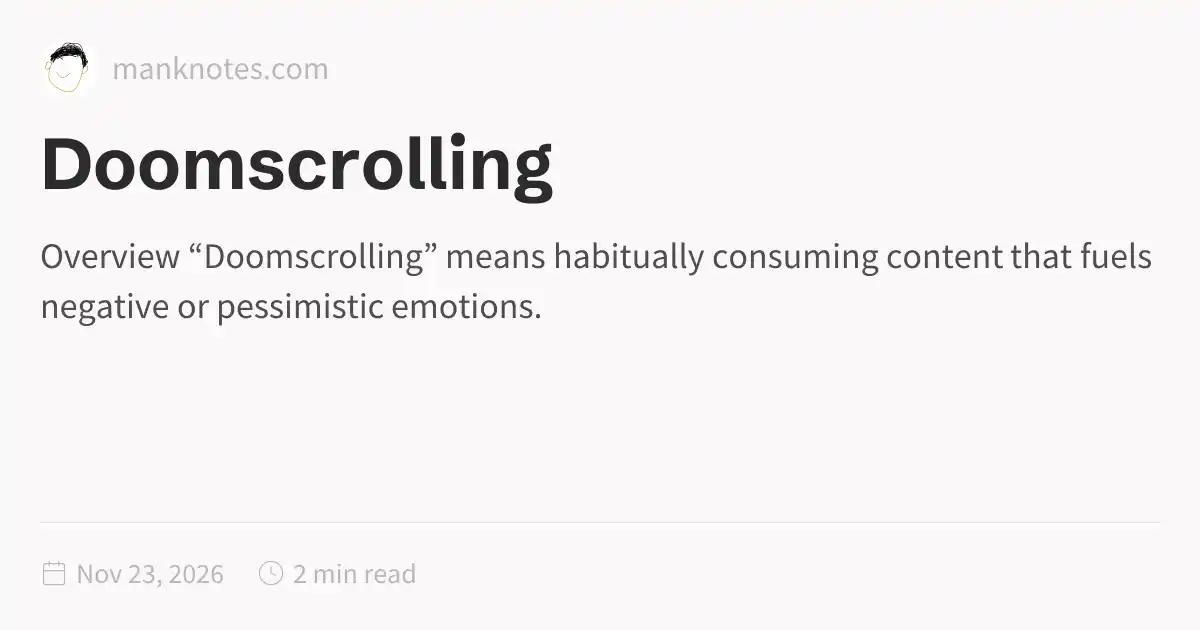 manknotes.com
Doomscrolling
Overview “Doomscrolling” means habitually consuming content that fuels
negative or pessimistic emotions.
Nov 23, 2026 2 min read